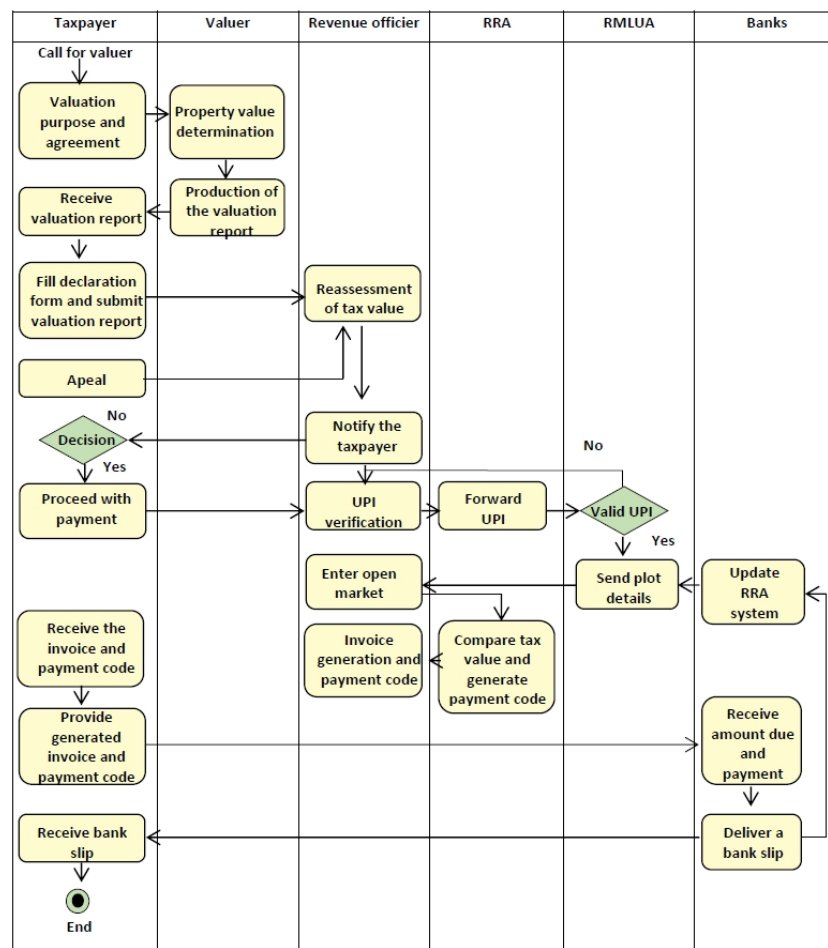 Taxpayer
Valuer
Revenue officier
RRA
RMLUA
Banks
Call for valuer
Valuation
purpose and
agreement
Property value
determination
Receive
valuation report
Production of
the valuation
report
Fill declaration
form and submit
valuation report
Reassessment
of tax value
Apeal
No
Decision
Yes
Notify the
taxpayer
No
Proceed with
payment
UPI
verification
Forward
UPI
Valid UPI
Yes
Enter open
market
Send plot
details
Update
RRA
system
Receive the
invoice and
payment code
Invoice
generation and
payment code
Compare tax
value and
generate
payment code
Provide
generated
invoice and
payment code
Receive
amount due
and
payment
Receive bank
slip
Deliver a
bank slip
End